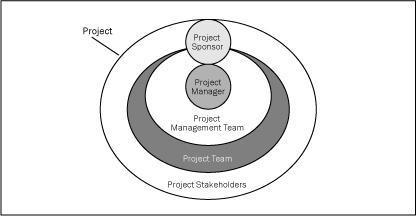 Project
Project
Sponsor
Project
Manager
Project
Management Team
Project Team
Project Stakeholders